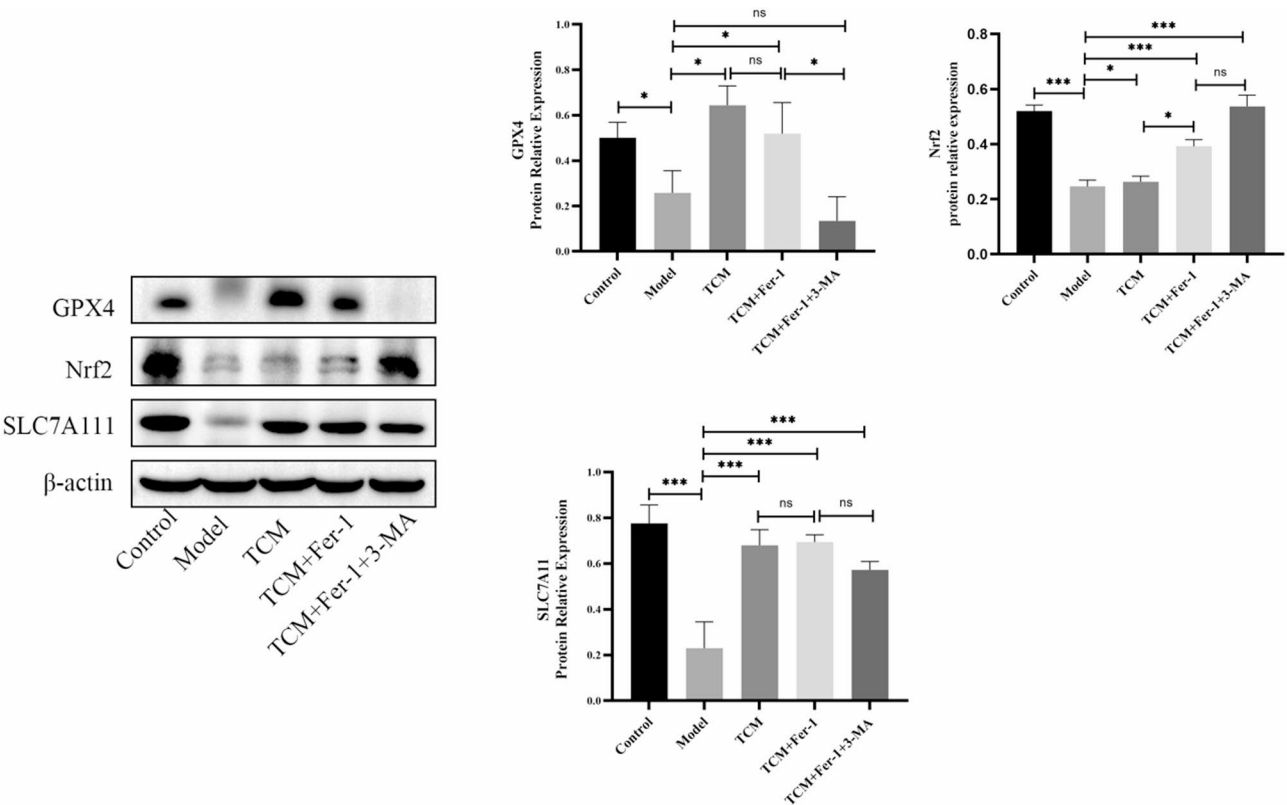 GPX4
Nrf2
SLC7A111
β-actin
Control
Model
TCM
TCM+Fer-1
TCM+Fer-1+3-MA
GPX4
Protein Relative Expression
1.0
0.8
0.6
0.4
0.2
0.0
ns
*
* ns *
*
Control
Model
TCM
TCM+Fer-1
TCM+Fer-1+3-MA
Nrf2
protein relative expression
0.8
0.6
0.4
0.2
0.0
***
***
*** * ns
*
Control
Model
TCM
TCM+Fer-1
TCM+Fer-1+3-MA
SLC7A11
Protein Relative Expression
1.0
0.8
0.6
0.4
0.2
0.0
***
***
***
***
ns ns
Control
Model
TCM
TCM+Fer-1
TCM+Fer-1+3-MA